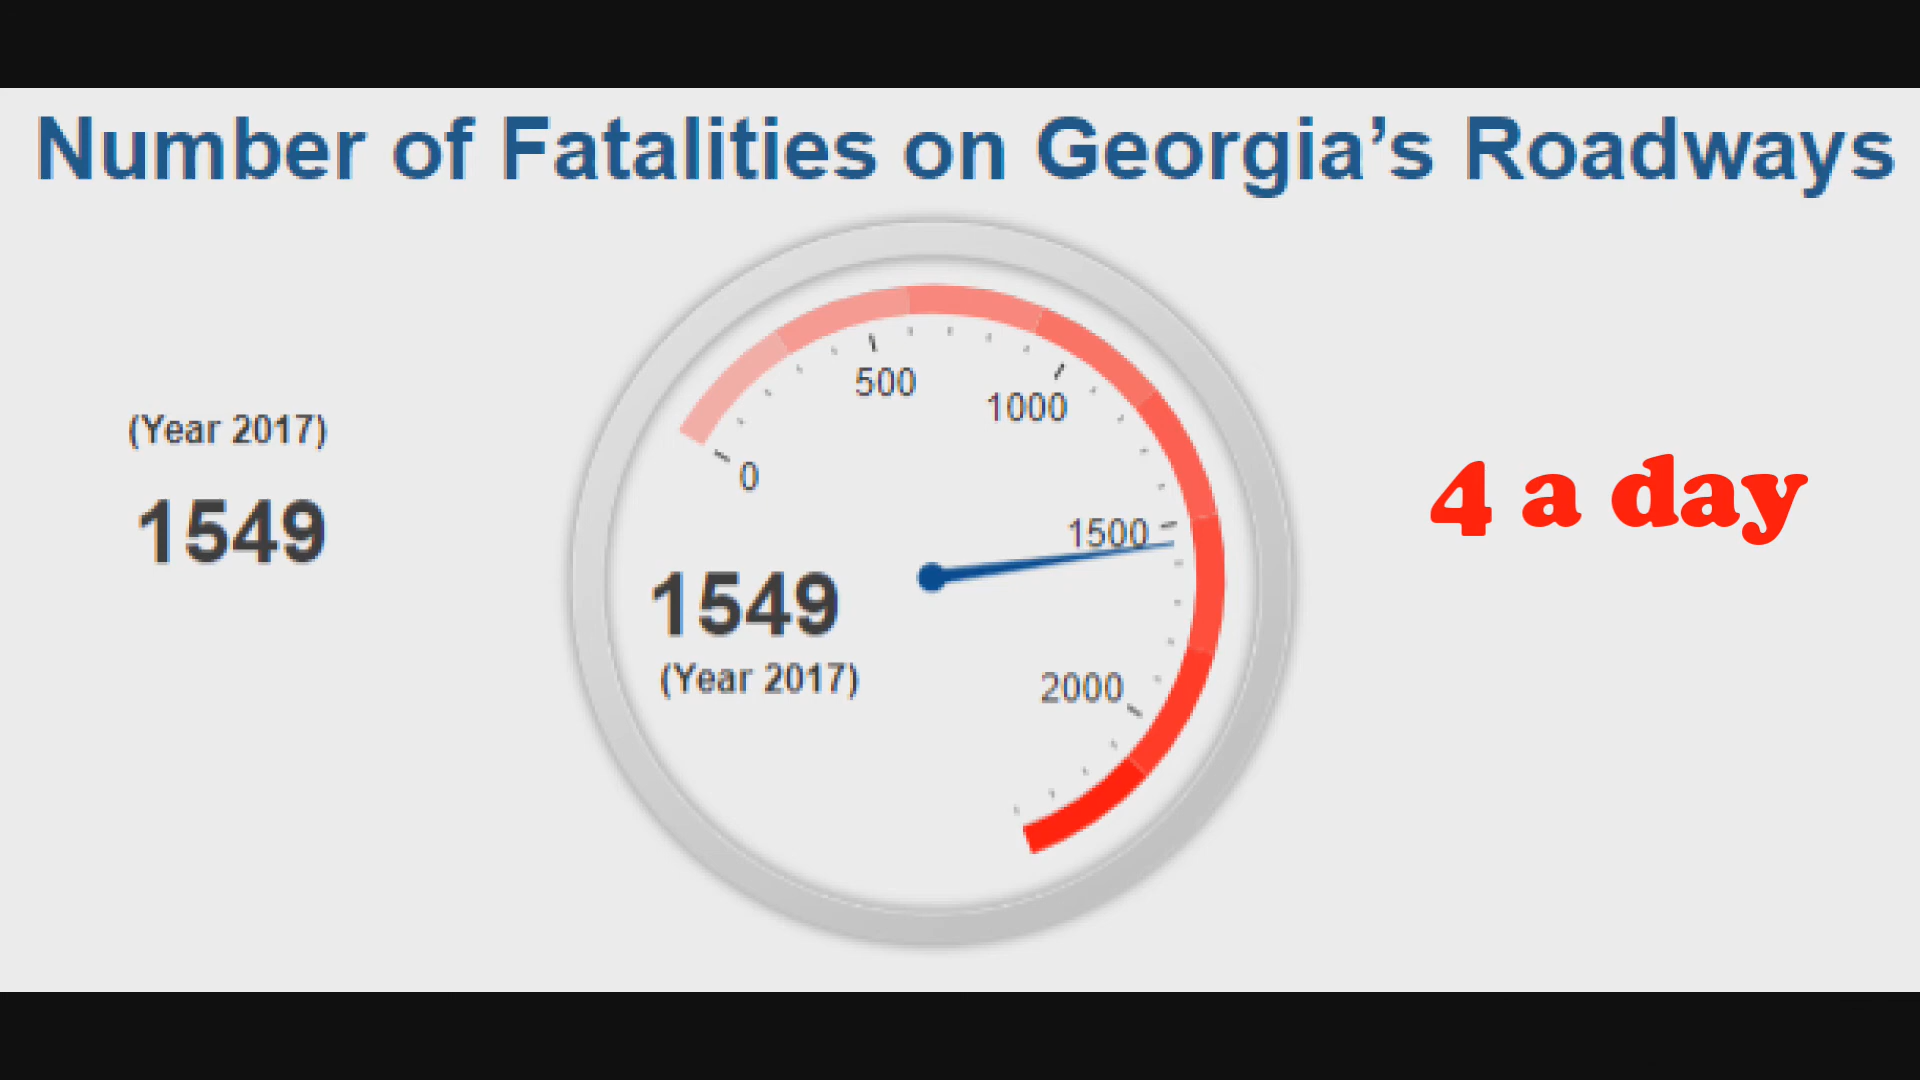 Number of Fatalities on Georgia’s Roadways
(Year 2017)
1549
0
500
1000
1500
2000
1549
(Year 2017)
4 a day